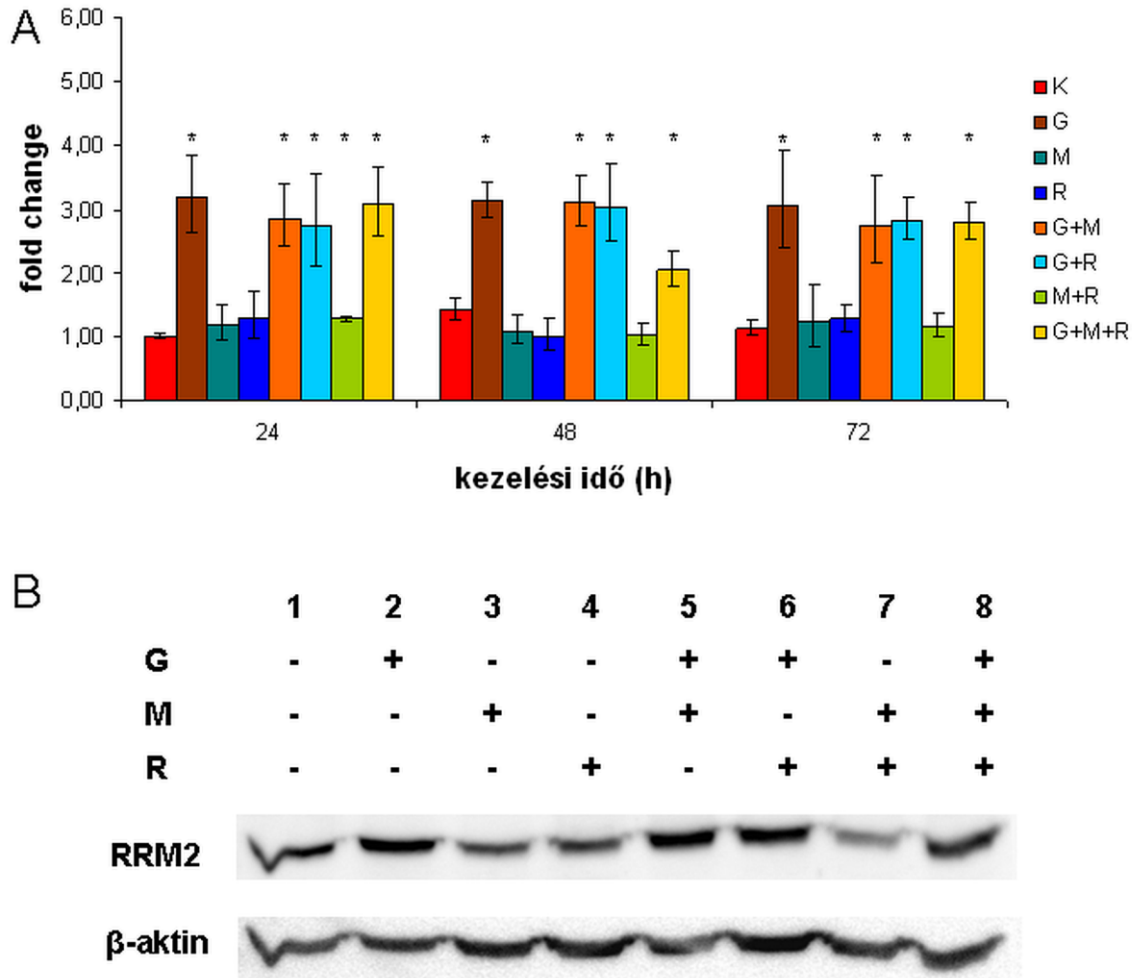 A
6,00
5,00
4,00
3,00
2,00
1,00
0,00
fold change
* * * * *
* * * *
* * * *
24 48 72
kezelési idő (h)
K
G
M
R
G+M
G+R
M+R
G+M+R
B
1 2 3 4 5 6 7 8
G - + - - + + - +
M - - + - + - + +
R - - - + - + + +
RRM2
β-aktin